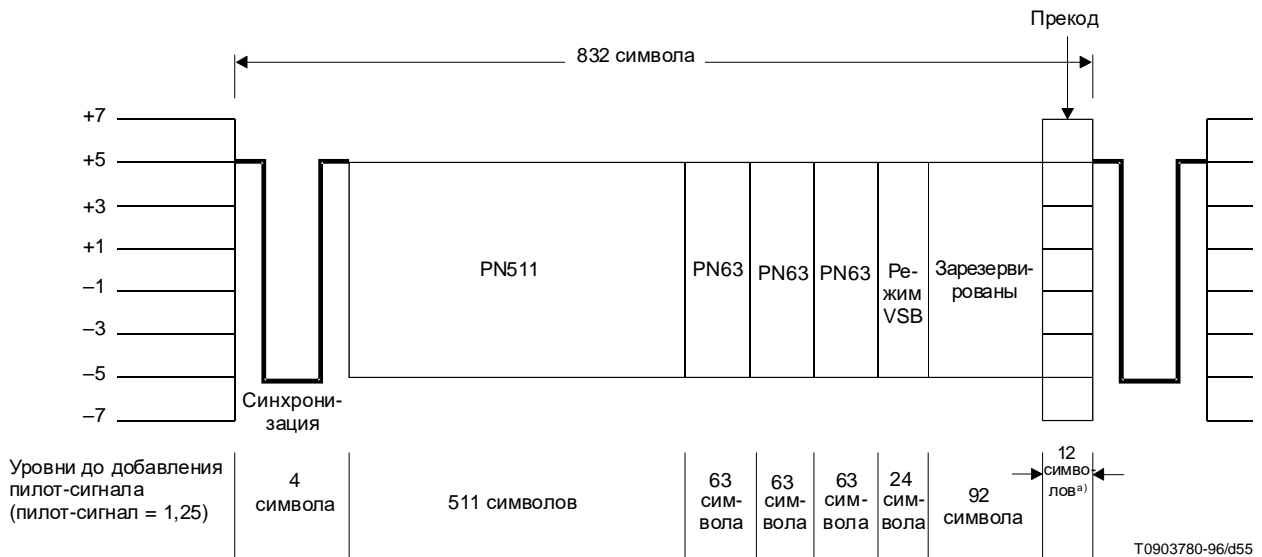 Прекод
832 символа
+7
+5
+3
+1
–1
–3
–5
–7
PN511
PN63
PN63
PN63
Ре-
жим
VSB
Зарезерви-
рованы
Синхрони-
зация
Уровни до добавления
пилот-сигнала
(пилот-сигнал = 1,25)
4
символа
511 символов
63
сим-
вола
63
сим-
вола
63
сим-
вола
24
сим-
вола
92
символа
12
симво-
лов а)
T0903780-96/d55